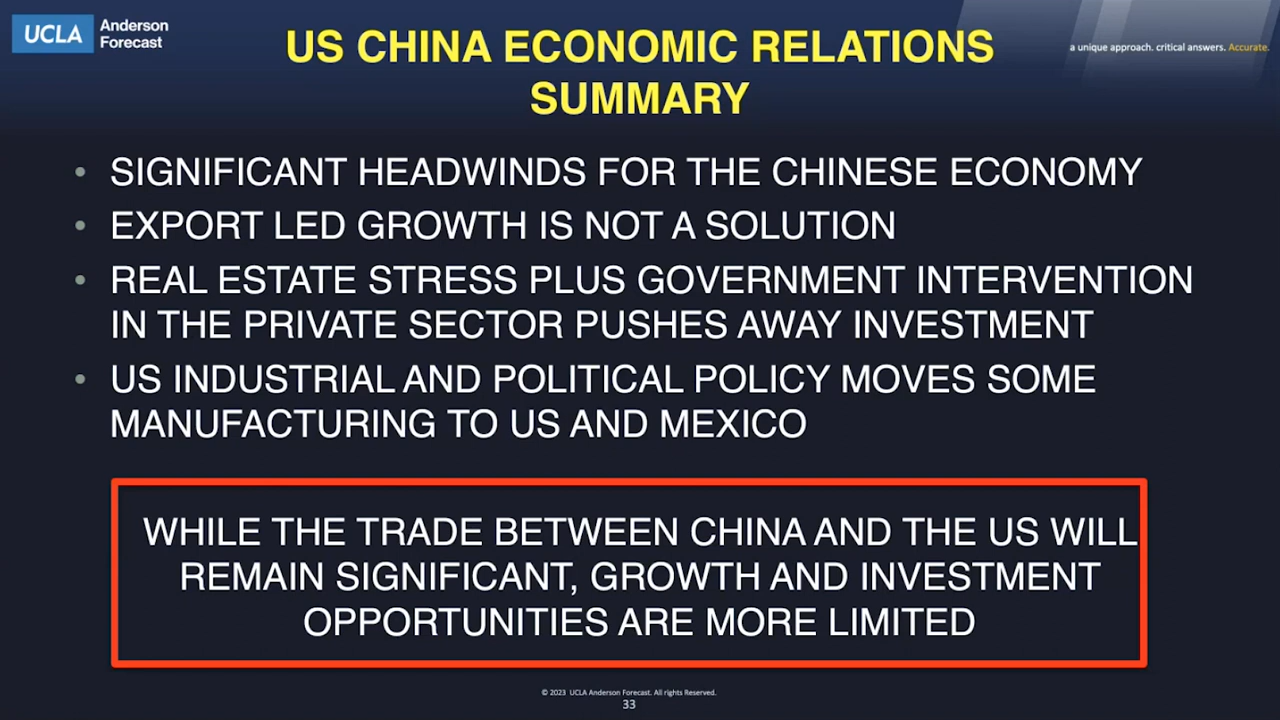 UCLA Anderson
Forecast
US CHINA ECONOMIC RELATIONS
SUMMARY
a unique approach. critical answers. Accurate.
• SIGNIFICANT HEADWINDS FOR THE CHINESE ECONOMY
• EXPORT LED GROWTH IS NOT A SOLUTION
• REAL ESTATE STRESS PLUS GOVERNMENT INTERVENTION
IN THE PRIVATE SECTOR PUSHES AWAY INVESTMENT
• US INDUSTRIAL AND POLITICAL POLICY MOVES SOME
MANUFACTURING TO US AND MEXICO
WHILE THE TRADE BETWEEN CHINA AND THE US WILL
REMAIN SIGNIFICANT, GROWTH AND INVESTMENT
OPPORTUNITIES ARE MORE LIMITED
© 2023 UCLA Anderson Forecast. All rights Reserved.
33